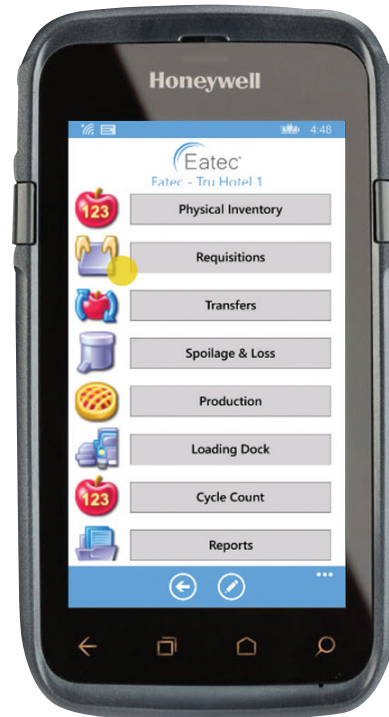 Honeywell
4:48
Eatec
Eatec - Tru Hotel 1
123
Physical Inventory
Requisitions
Transfers
Spoilage & Loss
Production
Loading Dock
123
Cycle Count
Reports